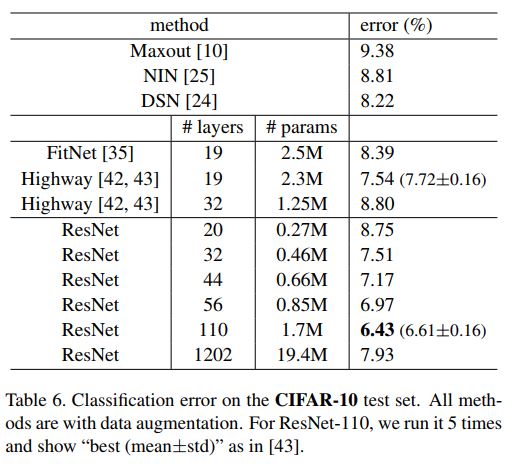 method error (%)
Maxout [10] 9.38
NIN [25] 8.81
DSN [24] 8.22
# layers # params
FitNet [35] 19 2.5M 8.39
Highway [42, 43] 19 2.3M 7.54 (7.72±0.16)
Highway [42, 43] 32 1.25M 8.80
ResNet 20 0.27M 8.75
ResNet 32 0.46M 7.51
ResNet 44 0.66M 7.17
ResNet 56 0.85M 6.97
ResNet 110 1.7M 6.43 (6.61±0.16)
ResNet 1202 19.4M 7.93
Table 6. Classification error on the CIFAR-10 test set. All meth-
ods are with data augmentation. For ResNet-110, we run it 5 times
and show “best (mean±std)” as in [43].